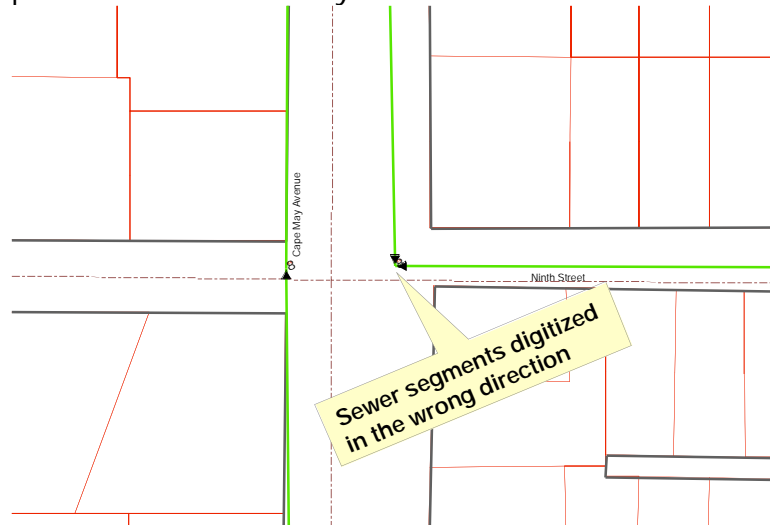 Cape May Avenue
Ninth Street
Sewer segments digitized
in the wrong direction